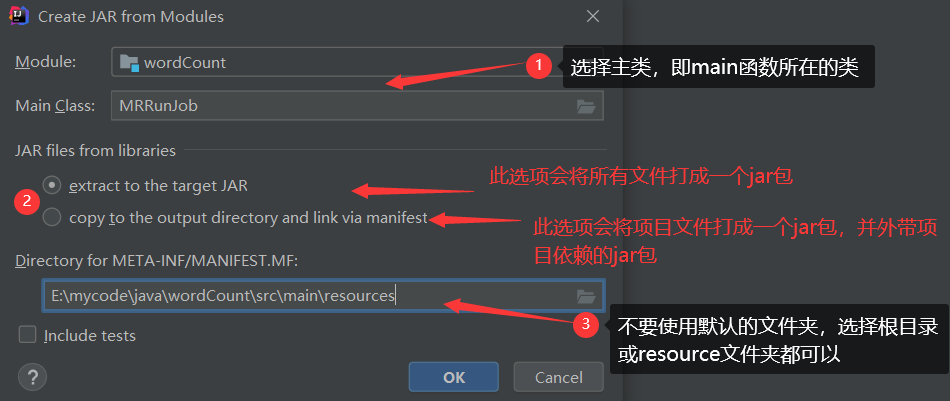 Create JAR from Modules
Module: wordCount
1 选择主类，即main函数所在的类
Main Class: MRRunJob
JAR files from libraries
extract to the target JAR
此选项会将所有文件打成一个jar包
2
copy to the output directory and link via manifest
此选项会将项目文件打成一个jar包，并外带项
目依赖的jar包
Directory for META-INF/MANIFEST.MF:
E:\mycode\java\wordCount\src\main\resources
3 不要使用默认的文件夹，选择根目录
或resource文件夹都可以
Include tests
? OK Cancel